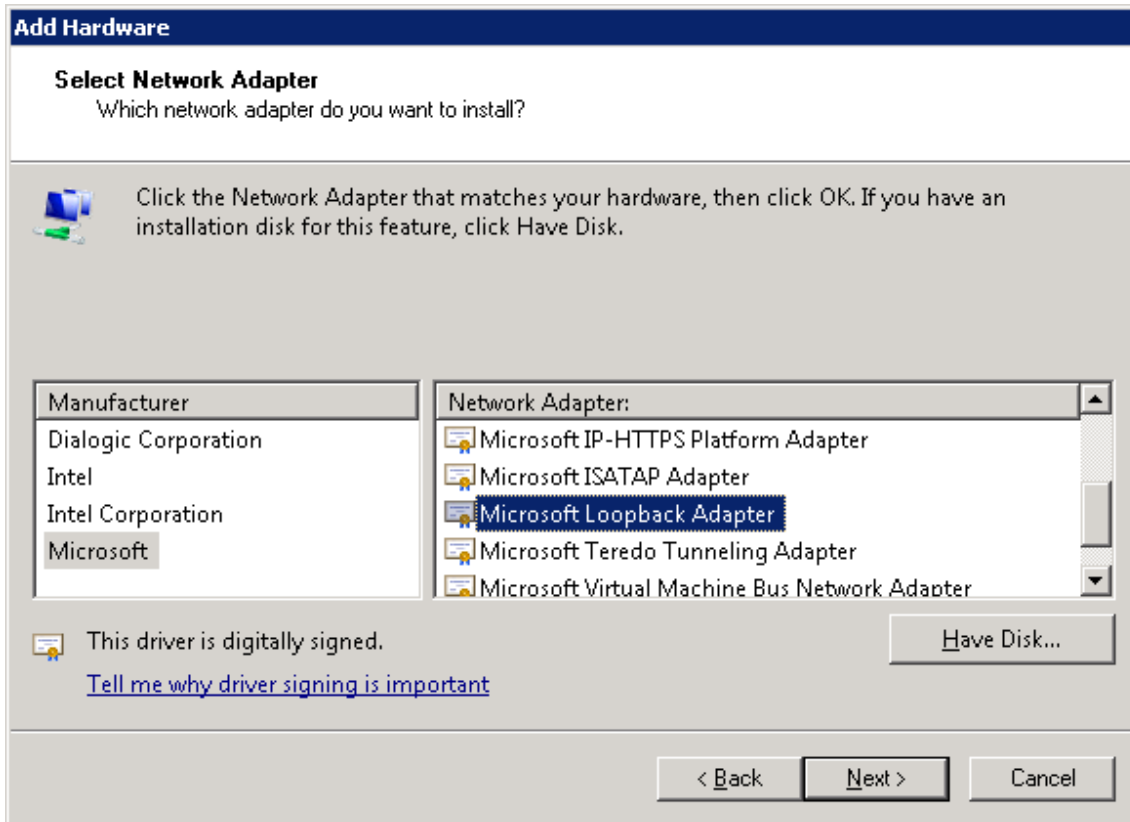 Add Hardware
Select Network Adapter
Which network adapter do you want to install?
Click the Network Adapter that matches your hardware, then click OK. If you have an
installation disk for this feature, click Have Disk.
Manufacturer
Dialogic Corporation
Intel
Intel Corporation
Microsoft
Network Adapter:
Microsoft IP-HTTPS Platform Adapter
Microsoft ISATAP Adapter
Microsoft Loopback Adapter
Microsoft Teredo Tunneling Adapter
Microsoft Virtual Machine Bus Network Adapter
This driver is digitally signed.
Tell me why driver signing is important
Have Disk...
< Back
Next >
Cancel